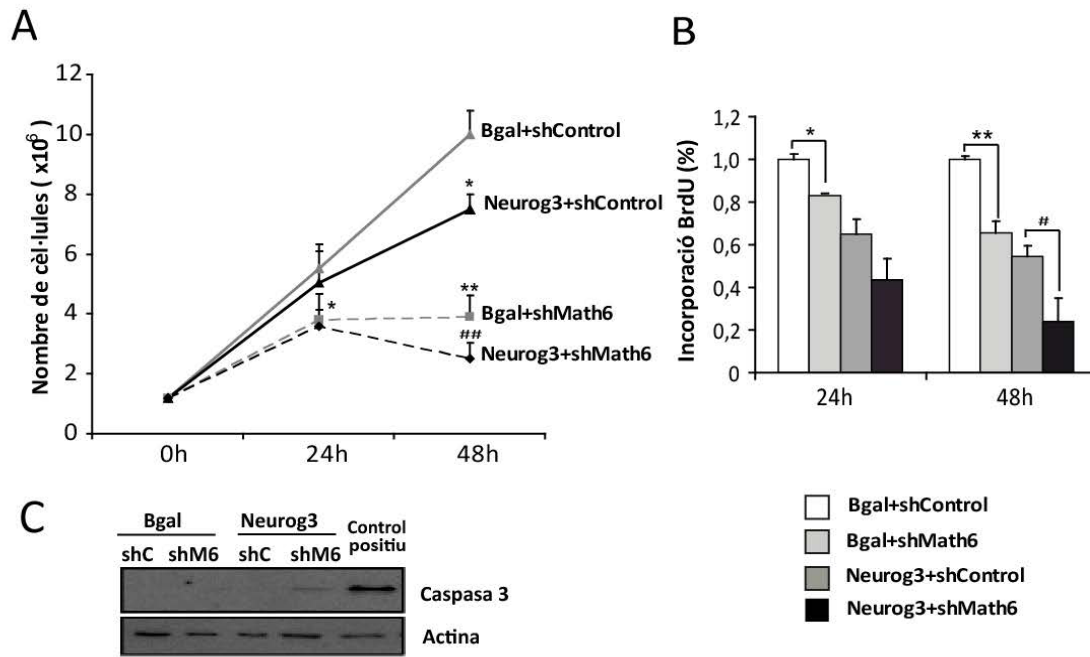 A
Nombre de cèl·lules ( x10⁶)
12
10
8
6
4
2
0
0h
24h
48h
Bgal+shControl
*
Neurog3+shControl
*
**
Bgal+shMath6
##
Neurog3+shMath6
B
Incorporació BrdU (%)
1,2
1,0
0,8
0,6
0,4
0,2
0
*
**
#
24h
48h
Bgal+shControl
Bgal+shMath6
Neurog3+shControl
Neurog3+shMath6
C
Bgal
Neurog3
Control
positiu
shC shM6 shC shM6
Caspasa 3
Actina